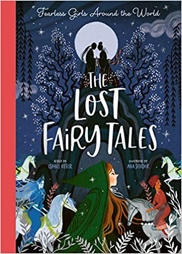 Fearless Girls Around the World
THE
LOST
FAIRY TALES